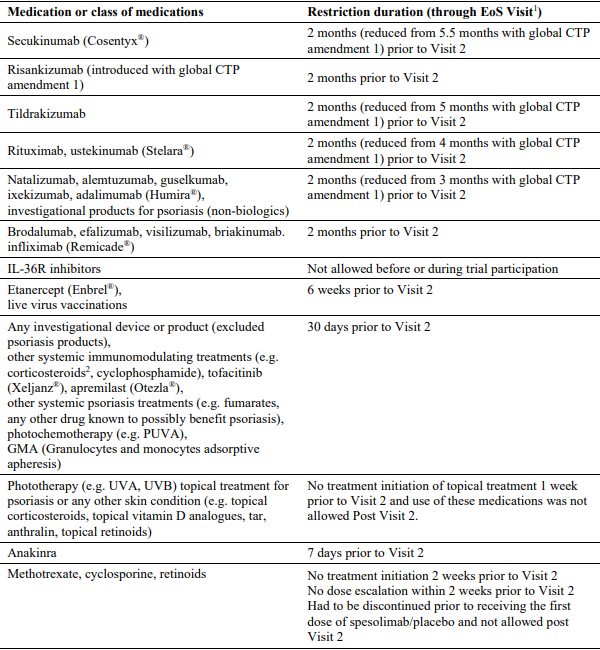 Medication or class of medications
Restriction duration (through EoS Visit1)
Secukinumab (Cosentyx®)
2 months (reduced from 5.5 months with global CTP
amendment 1) prior to Visit 2
Risankizumab (introduced with global CTP
amendment 1)
2 months prior to Visit 2
Tildrakizumab
2 months (reduced from 5 months with global CTP
amendment 1) prior to Visit 2
Rituximab, ustekinumab (Stelara®)
2 months (reduced from 4 months with global CTP
amendment 1) prior to Visit 2
Natalizumab, alemtuzumab, guselkumab,
ixekizumab, adalimumab (Humira®),
investigational products for psoriasis (non-biologics)
2 months (reduced from 3 months with global CTP
amendment 1) prior to Visit 2
Brodalumab, efalizumab, visilizumab, briakinumab.
infliximab (Remicade®)
2 months prior to Visit 2
IL-36R inhibitors
Not allowed before or during trial participation
Etanercept (Enbrel®),
live virus vaccinations
6 weeks prior to Visit 2
Any investigational device or product (excluded
psoriasis products),
other systemic immunomodulating treatments (e.g.
corticosteroids2, cyclophosphamide), tofacitinib
(Xeljanz®), apremilast (Otezla®),
other systemic psoriasis treatments (e.g. fumarates,
any other drug known to possibly benefit psoriasis),
photochemotherapy (e.g. PUVA),
GMA (Granulocytes and monocytes adsorptive
apheresis)
30 days prior to Visit 2
Phototherapy (e.g. UVA, UVB) topical treatment for
psoriasis or any other skin condition (e.g. topical
corticosteroids, topical vitamin D analogues, tar,
anthralin, topical retinoids)
No treatment initiation of topical treatment 1 week
prior to Visit 2 and use of these medications was not
allowed Post Visit 2.
Anakinra
7 days prior to Visit 2
Methotrexate, cyclosporine, retinoids
No treatment initiation 2 weeks prior to Visit 2
No dose escalation within 2 weeks prior to Visit 2
Had to be discontinued prior to receiving the first
dose of spesolimab/placebo and not allowed post
Visit 2